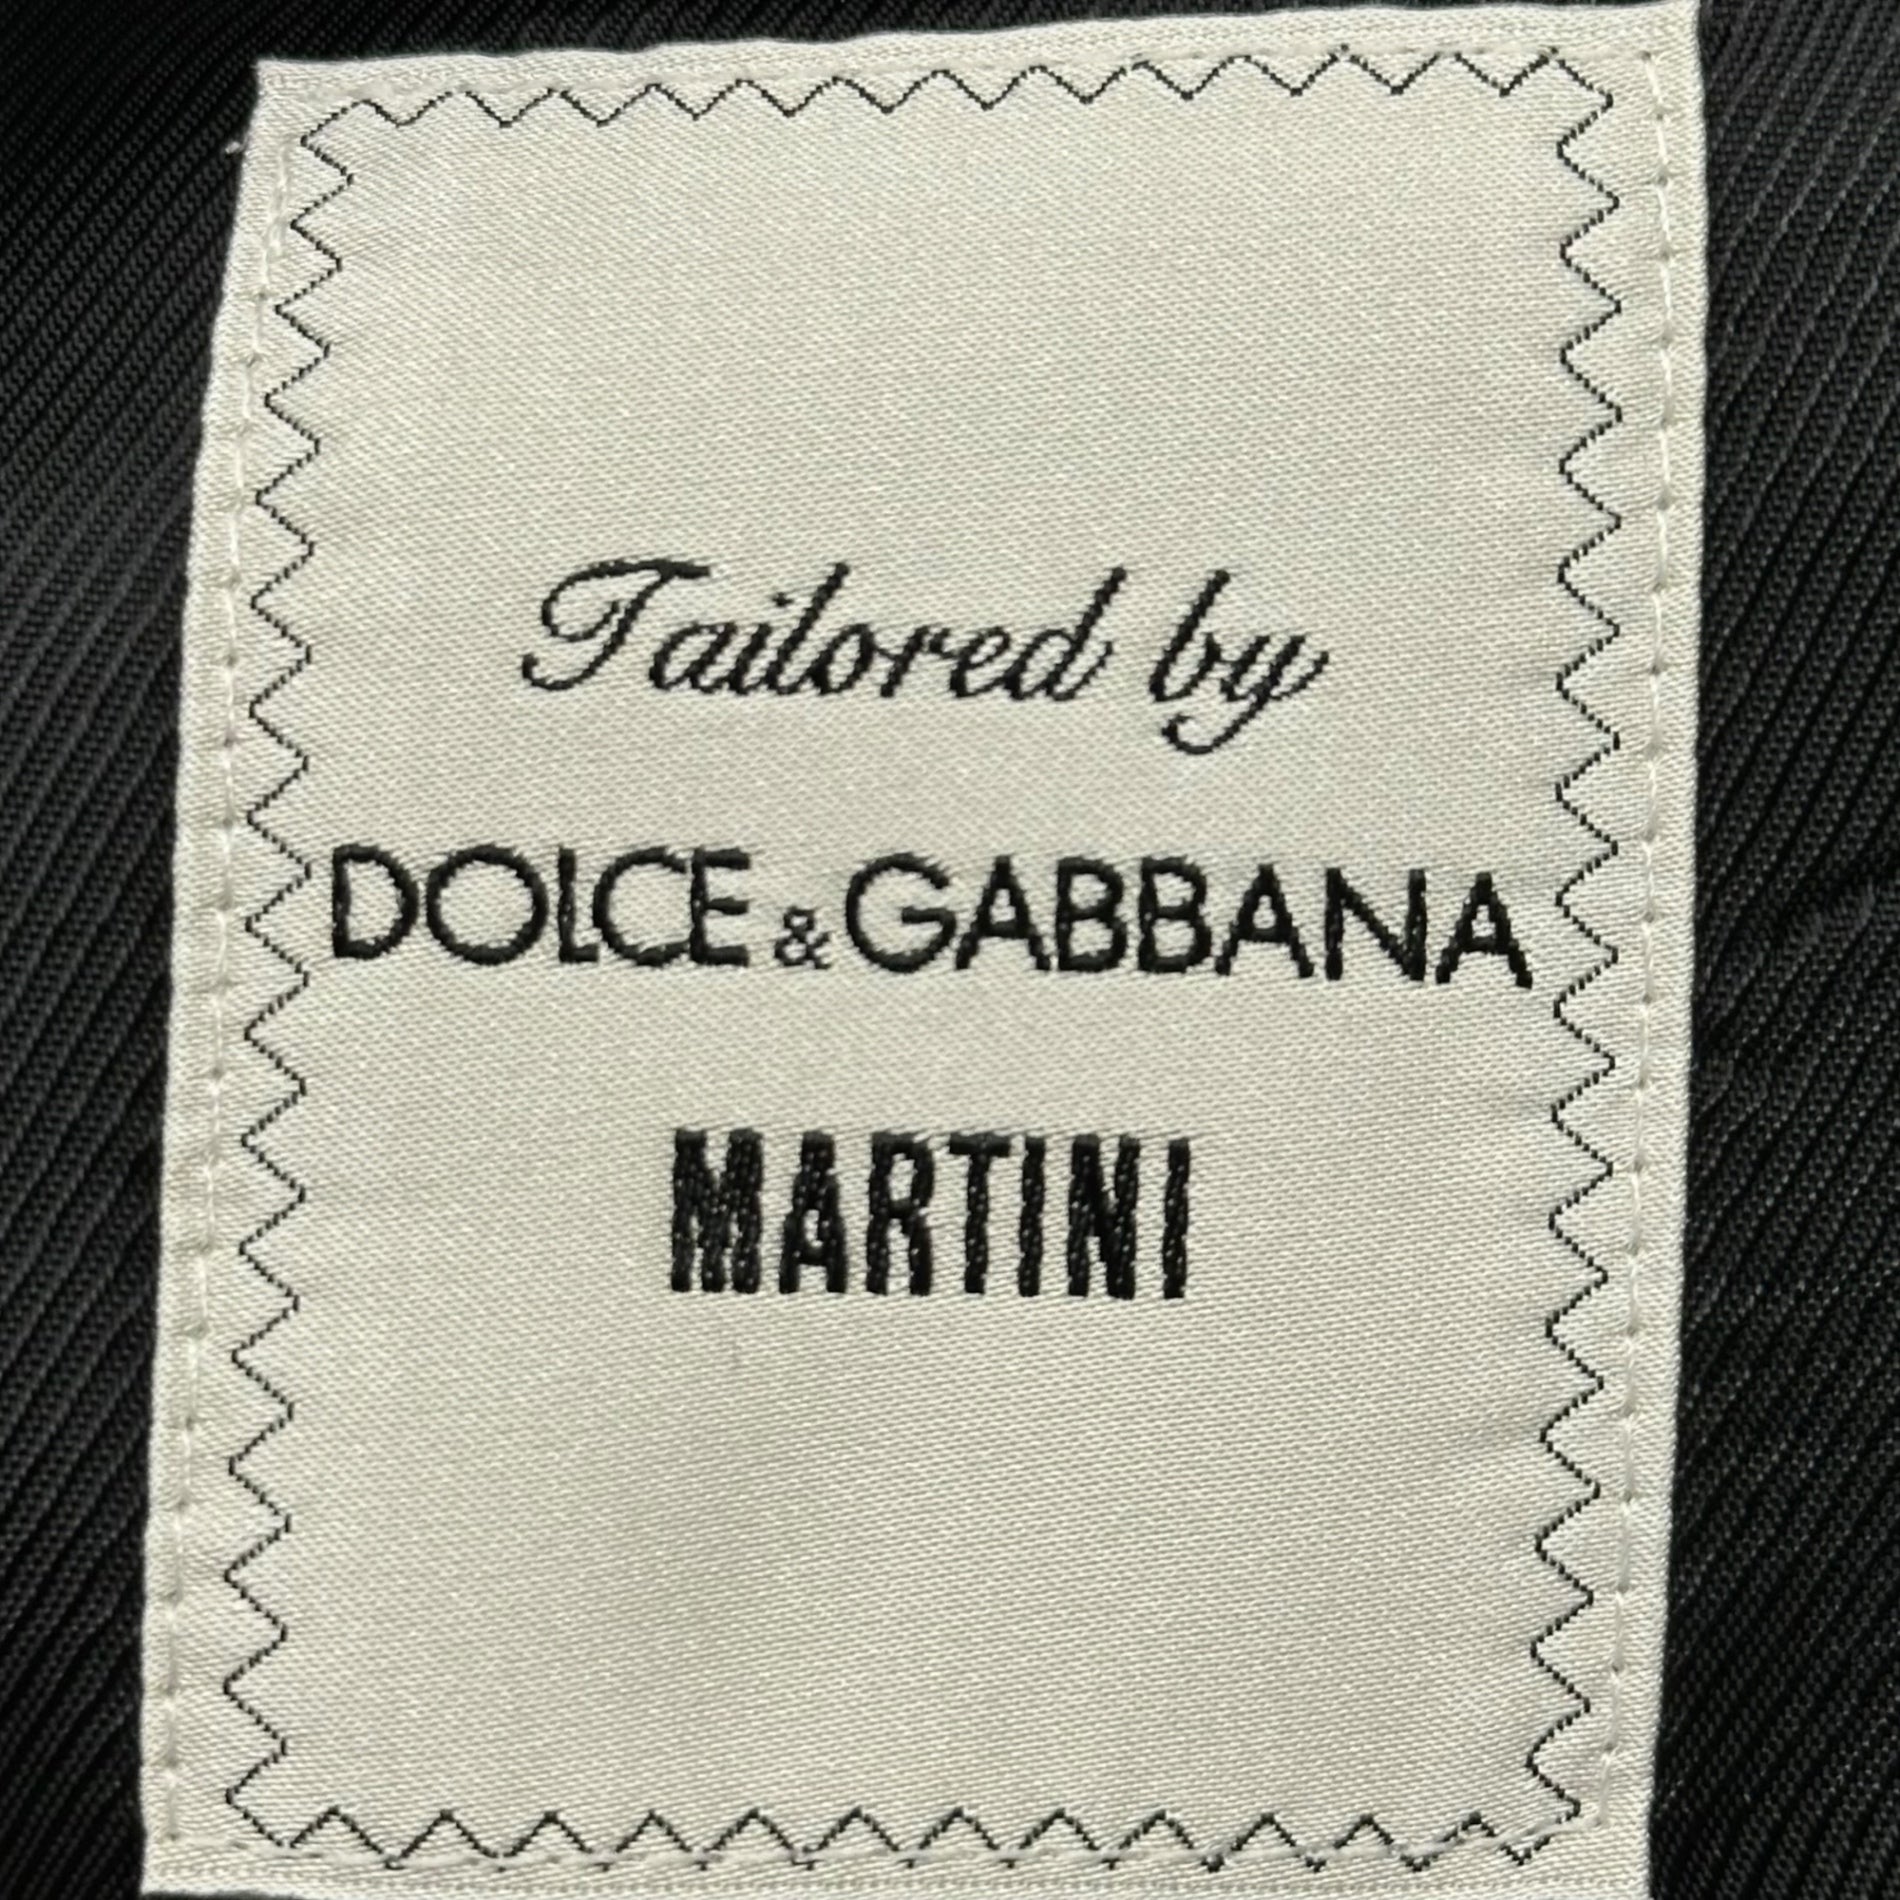 Tailored by
DOLCE & GABBANA
MARTINI